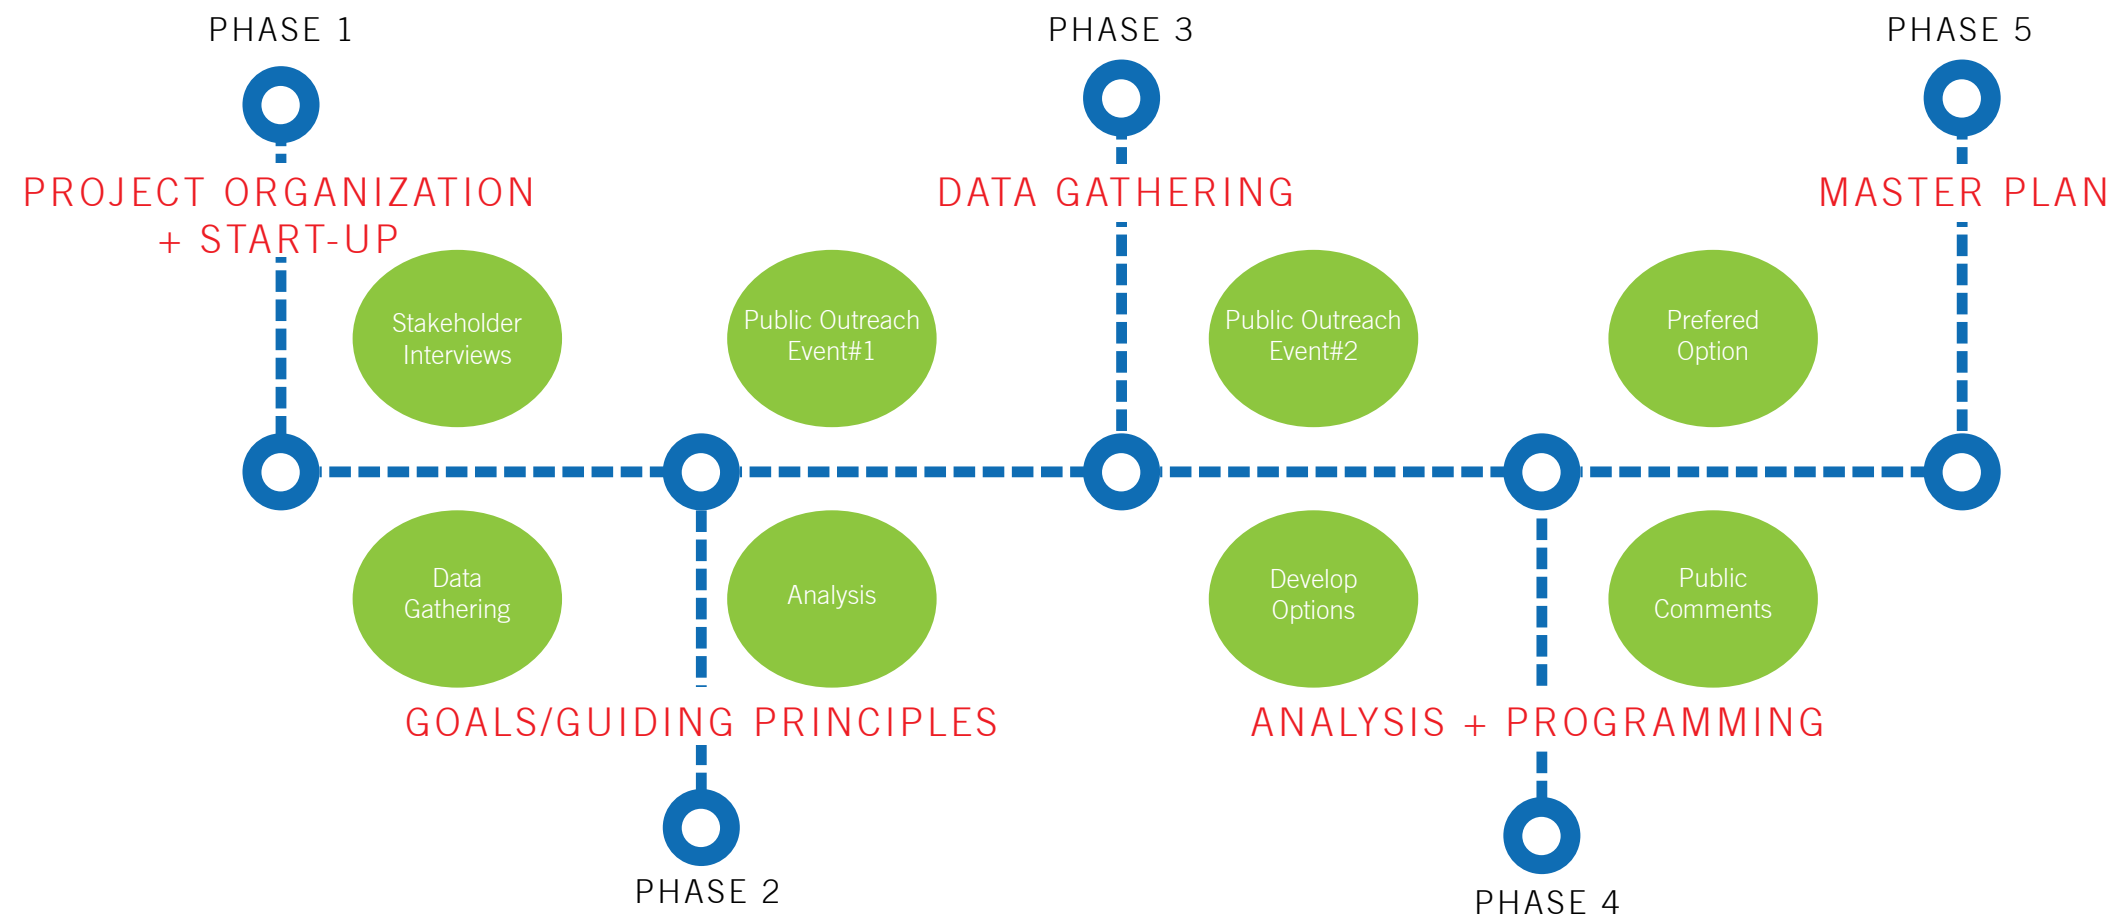 PHASE 1
PHASE 3
PHASE 5
PROJECT ORGANIZATION
+ START-UP
DATA GATHERING
MASTER PLAN
Stakeholder
Interviews
Public Outreach
Event#1
Public Outreach
Event#2
Prefered
Option
Data
Gathering
Analysis
Develop
Options
Public
Comments
GOALS/GUIDING PRINCIPLES
ANALYSIS + PROGRAMMING
PHASE 2
PHASE 4